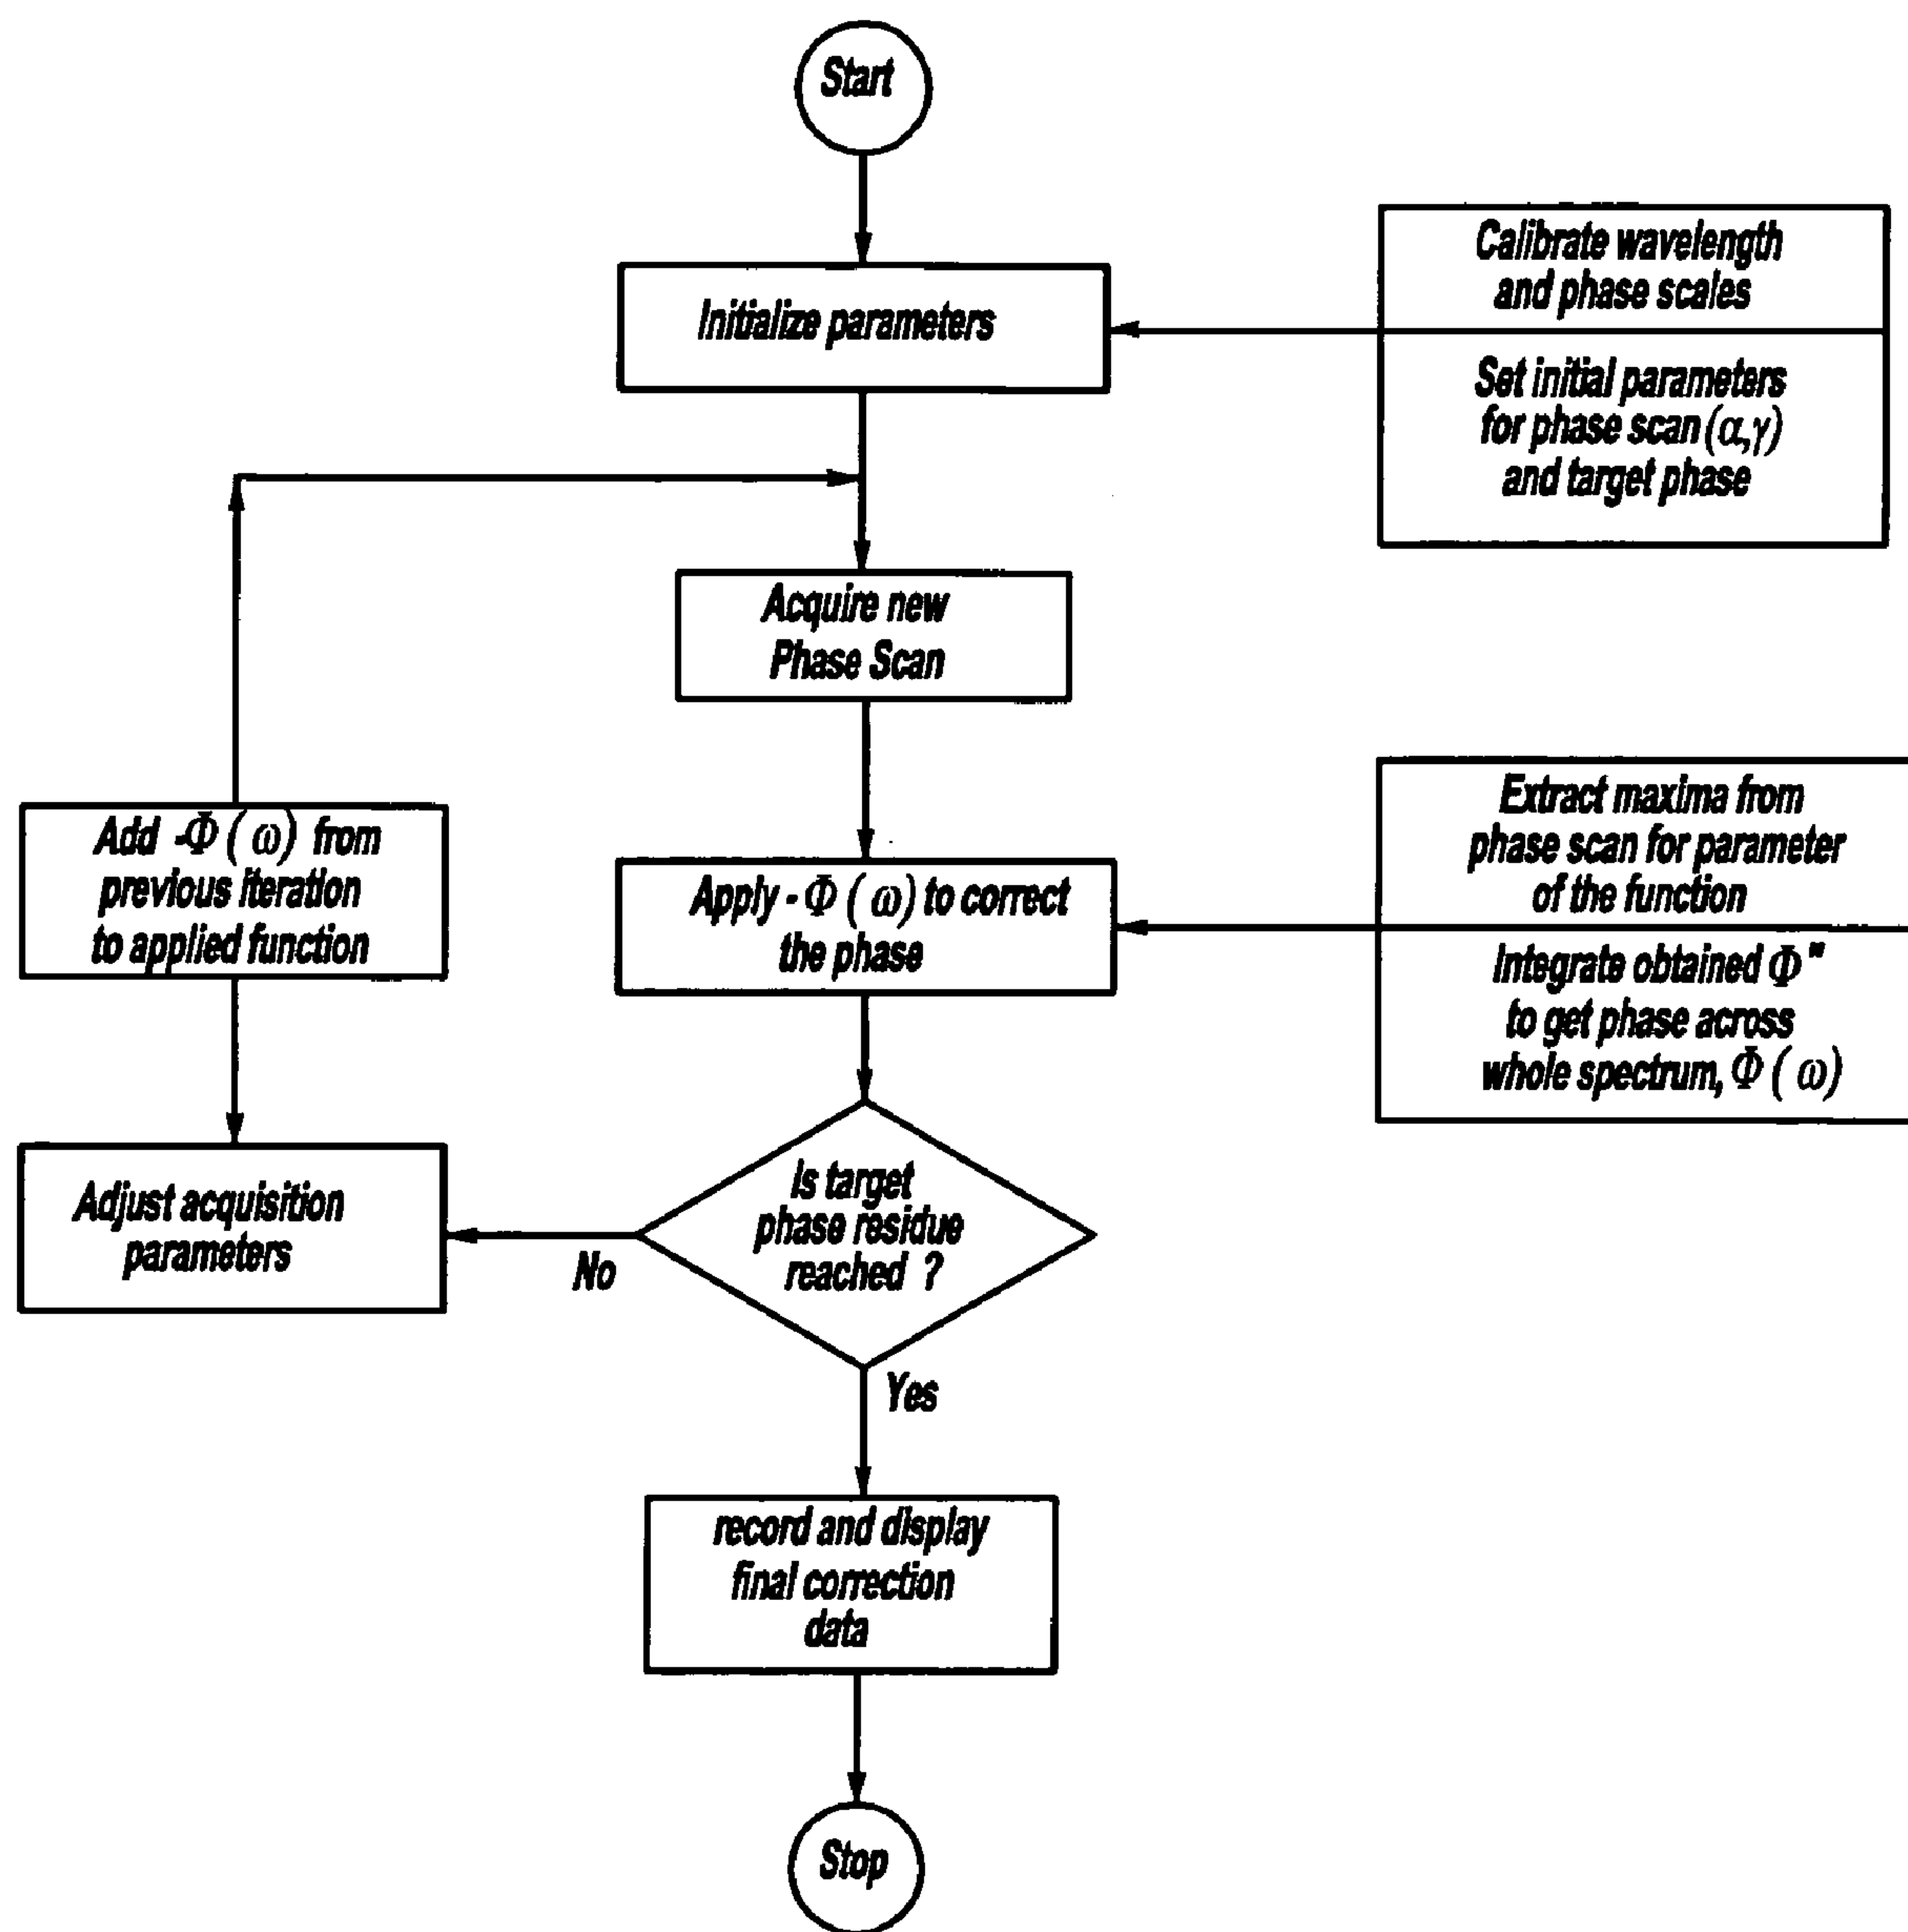 Start
Initialize parameters
Calibrate wavelength
and phase scales
Set initial parameters
for phase scan (α,γ)
and target phase
Acquire new
Phase Scan
Add -Φ(ω) from
previous iteration
to applied function
Apply -Φ(ω) to correct
the phase
Extract maxima from
phase scan for parameter
of the function
Integrate obtained Φ"
to get phase across
whole spectrum, Φ(ω)
Adjust acquisition
parameters
No
Is target
phase residue
reached ?
Yes
record and display
final correction
data
Stop